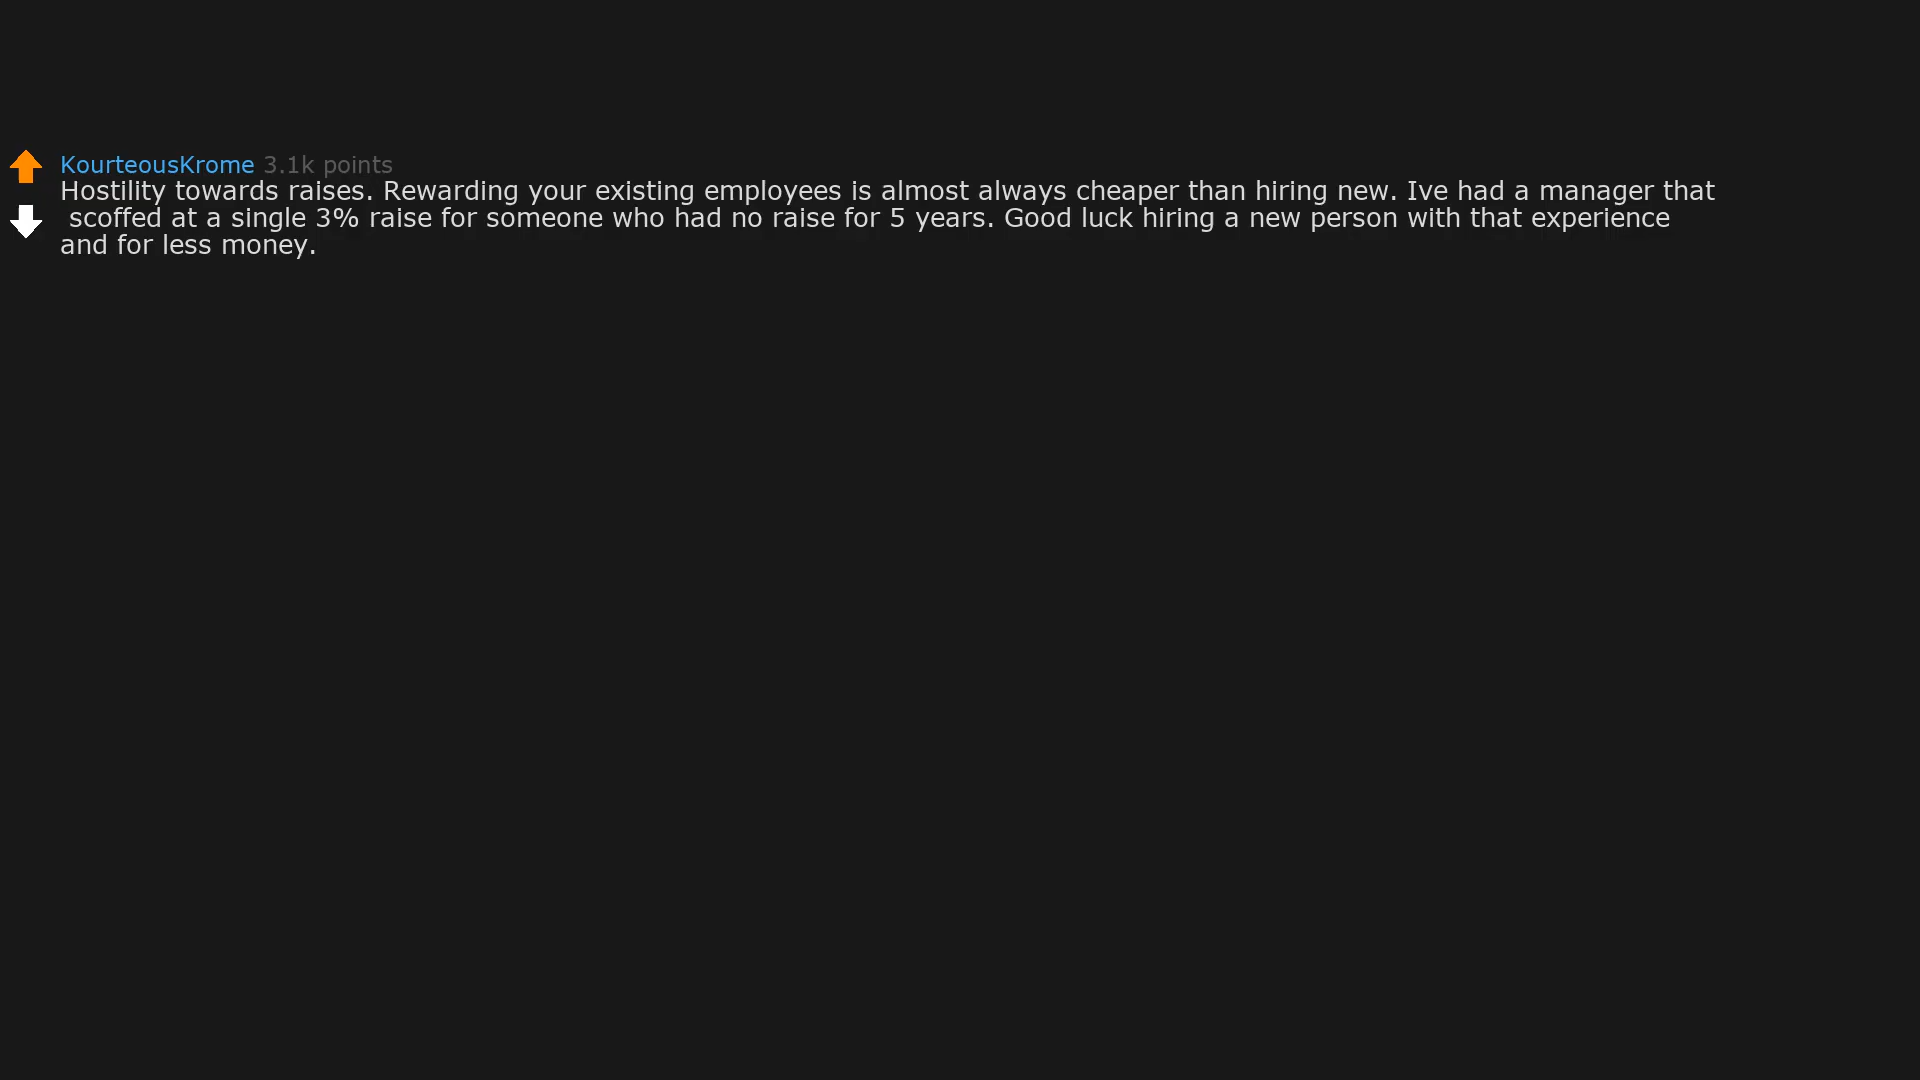 KourteousKrome 3.1k points
Hostility towards raises. Rewarding your existing employees is almost always cheaper than hiring new. Ive had a manager that
scoffed at a single 3% raise for someone who had no raise for 5 years. Good luck hiring a new person with that experience
and for less money.